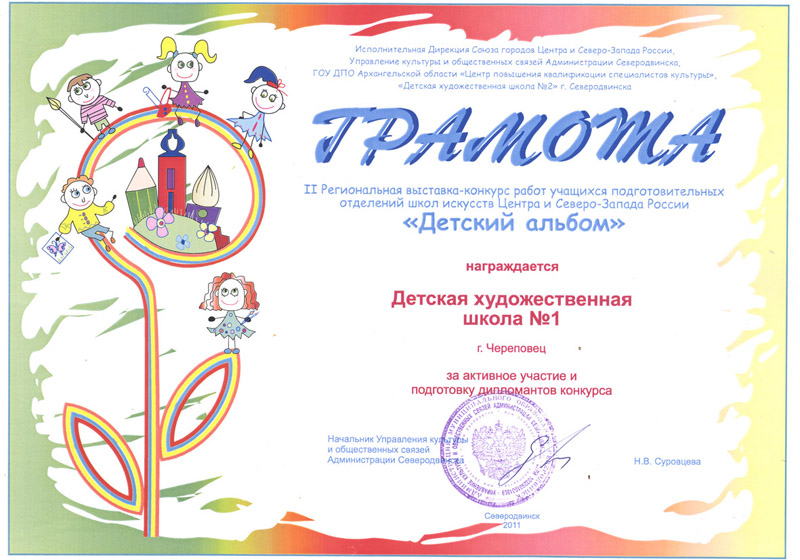 Исполнительная Дирекция Союза городов Центра и Северо-Запада России,
Управление культуры и общественных связей Администрации Северодвинска,
ГОУ ДПО Архангельской области «Центр повышения квалификации специалистов культуры»,
«Детская художественная школа №2» г. Северодвинска
ГРАМОТА
II Региональная выставка-конкурс работ учащихся подготовительных
отделений школ искусств Центра и Северо-Запада России
«Детский альбом»
награждается
Детская художественная
школа №1
г. Череповец
за активное участие и
подготовку дипломантов конкурса
Начальник Управления культуры
и общественных связей
Администрации Северодвинска
Н.В. Суровцева
Северодвинск
2011